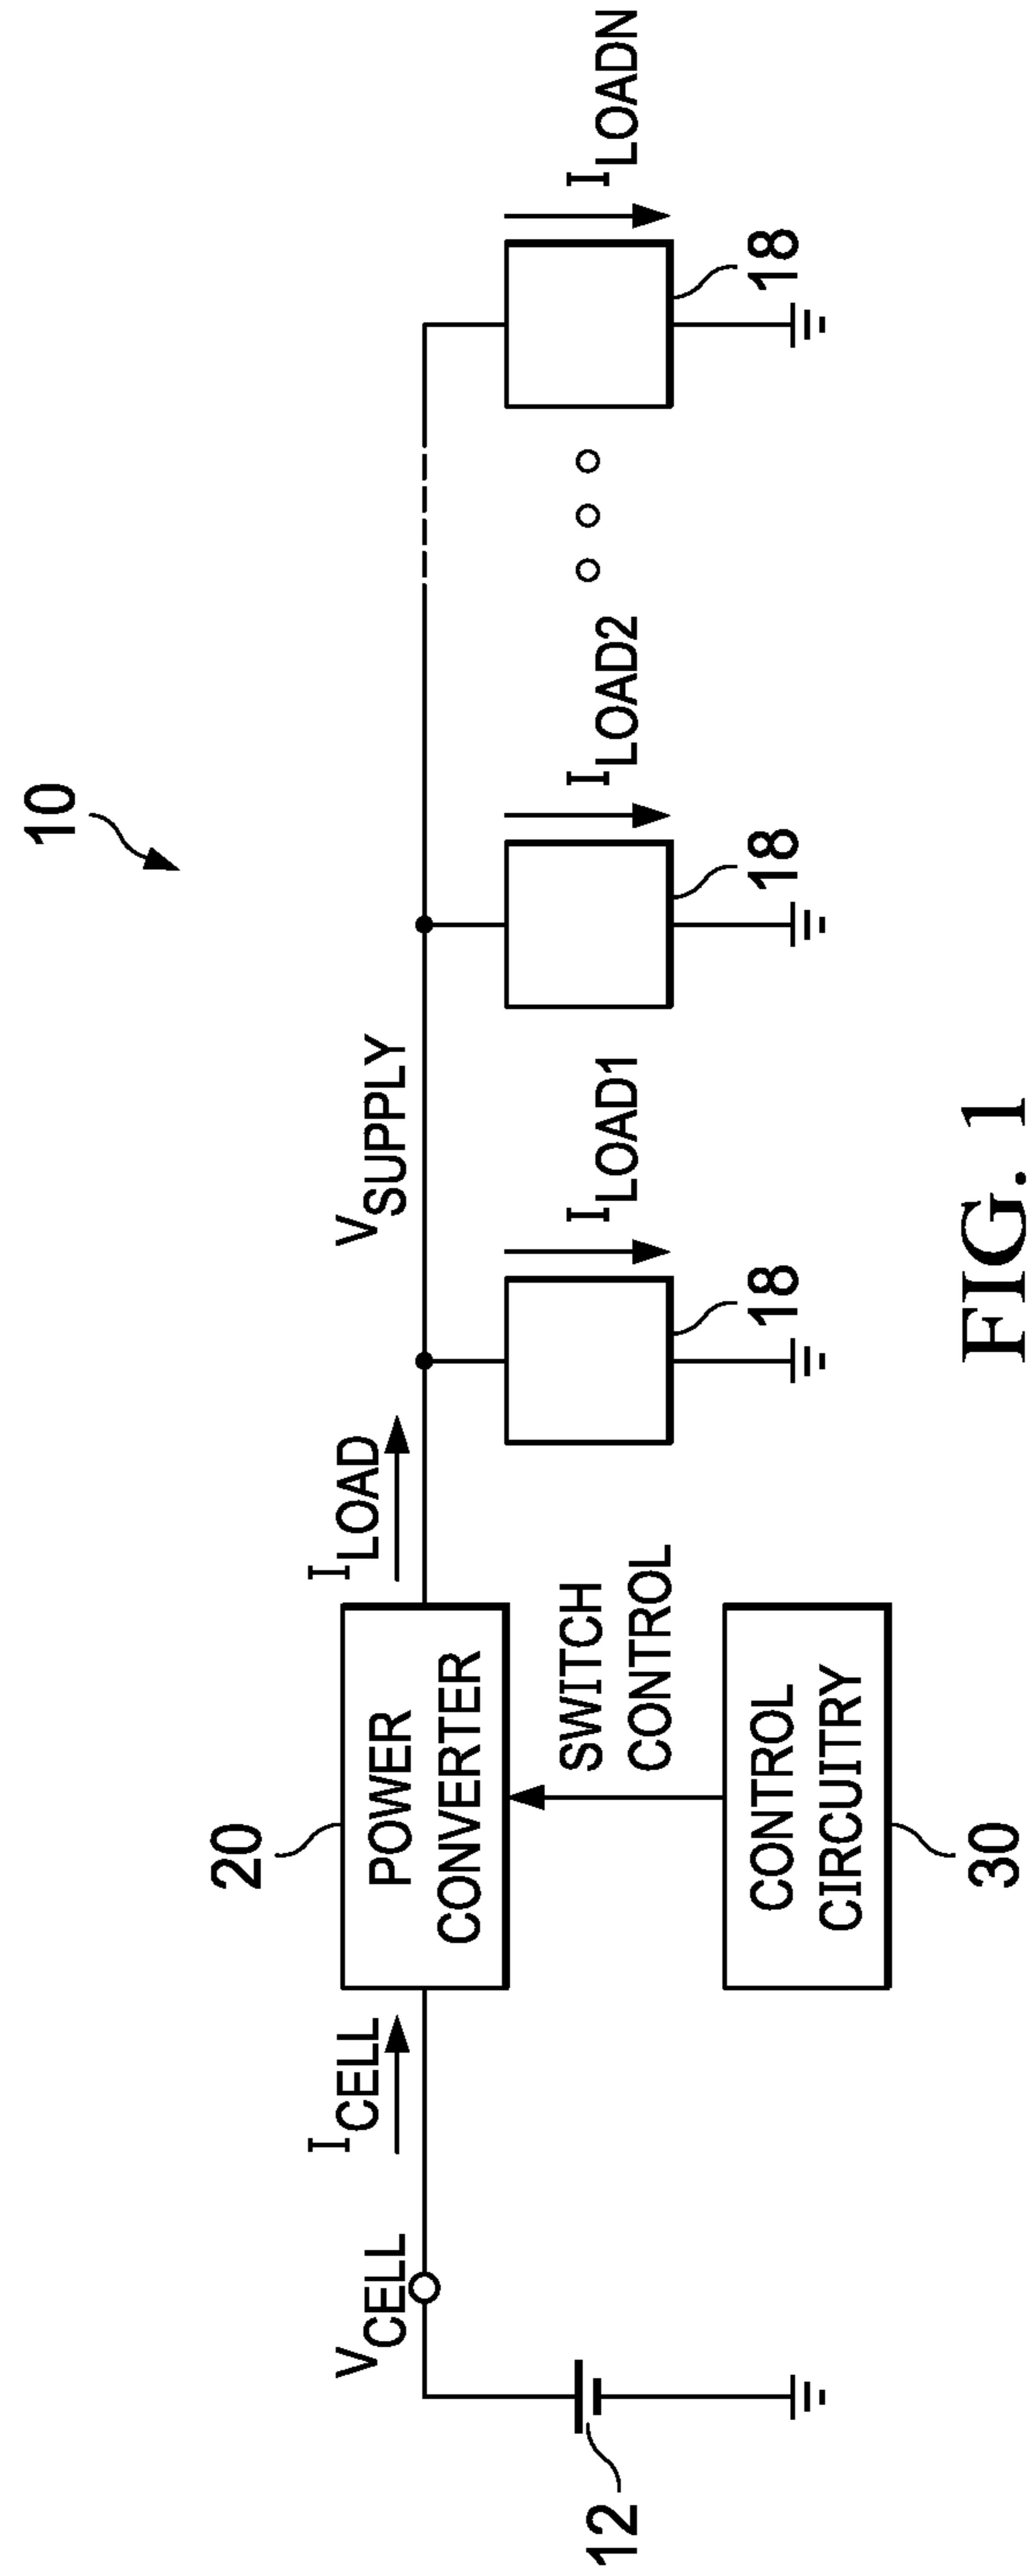 10
20
I_CELL
V_CELL
POWER
CONVERTER
I_LOAD
V_SUPPLY
SWITCH
CONTROL
12
CONTROL
CIRCUITRY
30
I_LOAD1
18
I_LOAD2
18
I_LOADN
18
FIG. 1